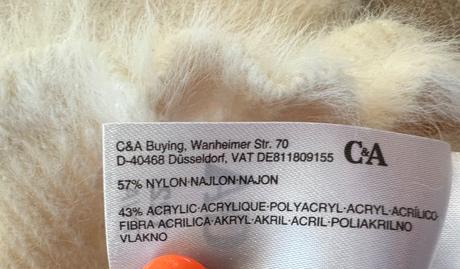 C&A Buying, Wanheimer Str. 70
D-40468 Düsseldorf, VAT DE811809155
C&A
57% NYLON·NAJLON·NAJON
43% ACRYLIC·ACRYLIQUE·POLYACRYL·ACRYL·ACRÍLICO·
FIBRA ACRILICA·AKRYL·AKRIL·ACRIL·POLIAKRILNO
VLAKNO